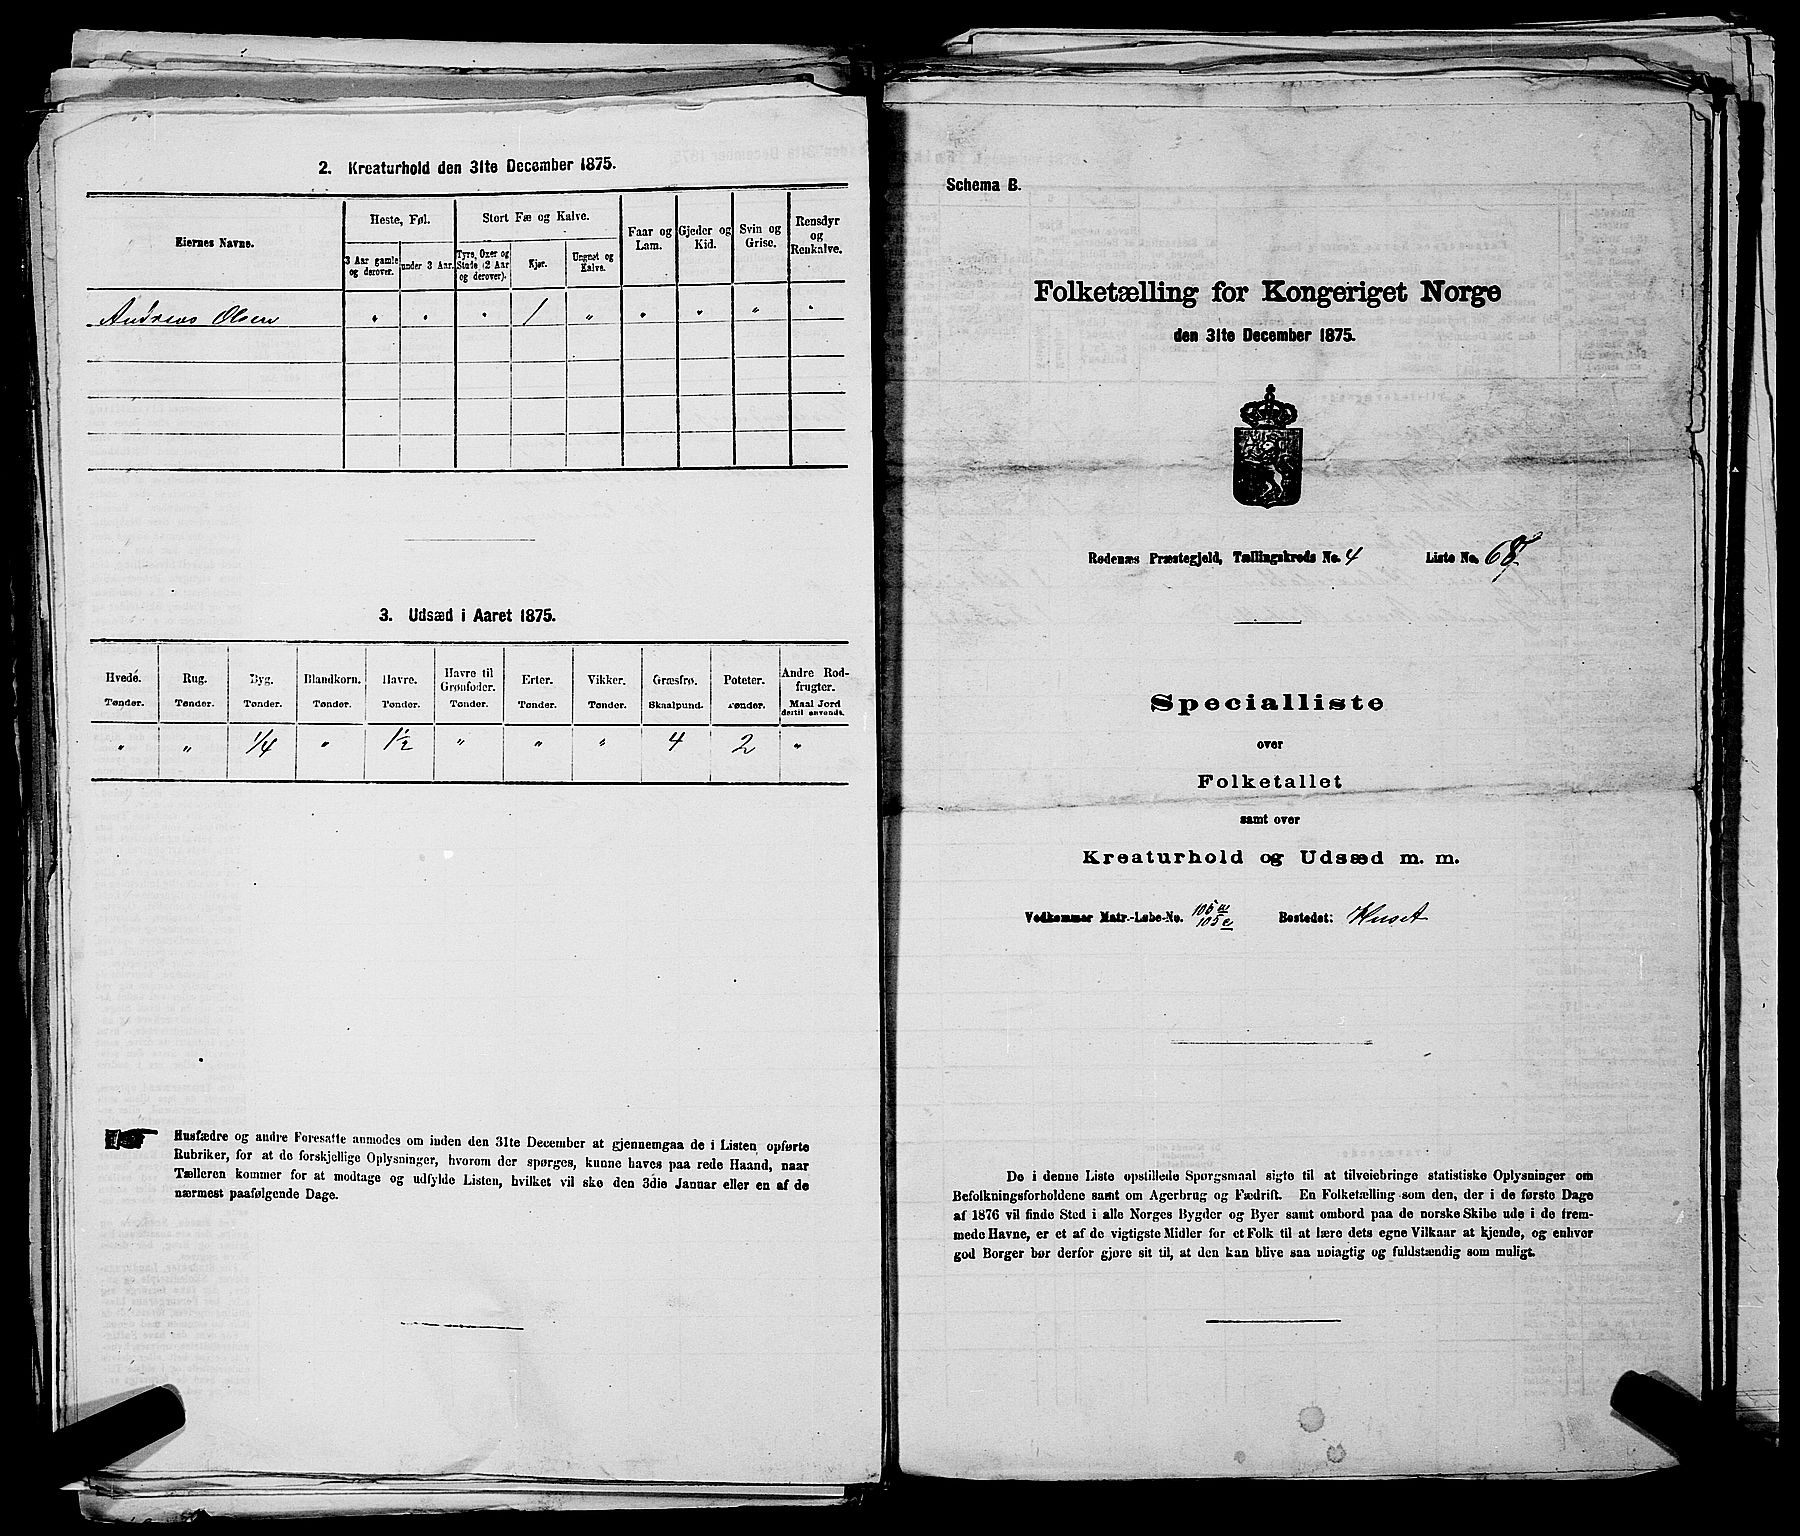 2. Kreaturhold den 31te December 1875.
Eiernes Navne.
Heste, Føl.
Stort Fæ og Kalve.
Faar og Lam.
Gjeder og Kid.
Svin og Grise.
Rensdyr og Renkalve.
3 Aar gamle og derover.
under 3 Aar.
Tyre, Oxer og Stude (2 Aar og derover).
Kjør.
Ungnøt og Kalve.
Andreas Olsen " " " 1 " " " " "
3. Udsæd i Aaret 1875.
Hvede. Rug. Byg. Blandkorn. Havre. Havre til Grønfoder. Erter. Vikker. Græsfrø. Poteter. Andre Rodfrugter.
Tønder. Tønder. Tønder. Tønder. Tønder. Tønder. Tønder. Tønder. Skaalpund. Tønder. Maal Jord dertil anvendt.
" " 1/4 " 1½ " " " 4 2 "
Husfædre og andre Foresatte anmodes om inden den 31te December at gjennemgaa de i Listen opførte
Rubriker, for at de forskjellige Oplysninger, hvorom der spørges, kunne haves paa rede Haand, naar
Tælleren kommer for at modtage og udfylde Listen, hvilket vil ske den 3die Januar eller en af de
nærmest paafølgende Dage.
Schema B.
Folketælling for Kongeriget Norge
den 31te December 1875.
Rødenæs Præstegjeld, Tællingskreds No. 4 Liste No. 68
Specialliste
over
Folketallet
samt over
Kreaturhold og Udsæd m. m.
Vedkommer Matr.-Løbe-No. 105 105 e Bostedet: Huset
De i denne Liste opstillede Spørgsmaal sigte til at tilveiebringe statistiske Oplysninger om
Befolkningsforholdene samt om Agerbrug og Fædrift. En Folketælling som den, der i de første Dage
af 1876 vil finde Sted i alle Norges Bygder og Byer samt ombord paa de norske Skibe ude i de frem-
mede Havne, er et af de vigtigste Midler for et Folk til at lære dets egne Vilkaar at kjende, og enhver
god Borger bør derfor gjøre sit til, at den kan blive saa nøiagtig og fuldstændig som muligt.